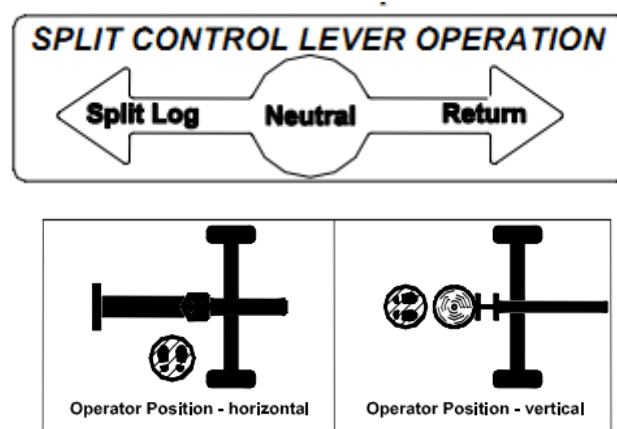 SPLIT CONTROL LEVER OPERATION
Split Log Neutral Return
Operator Position - horizontal
Operator Position - vertical